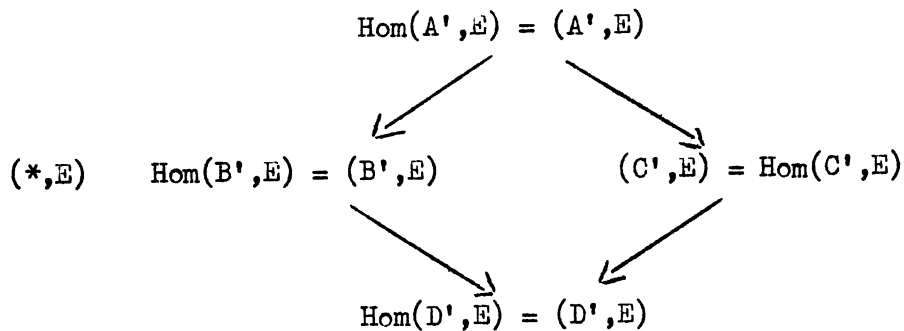 Hom(A',E) = (A',E)
(*,E) Hom(B',E) = (B',E) (C',E) = Hom(C',E)
Hom(D',E) = (D',E)